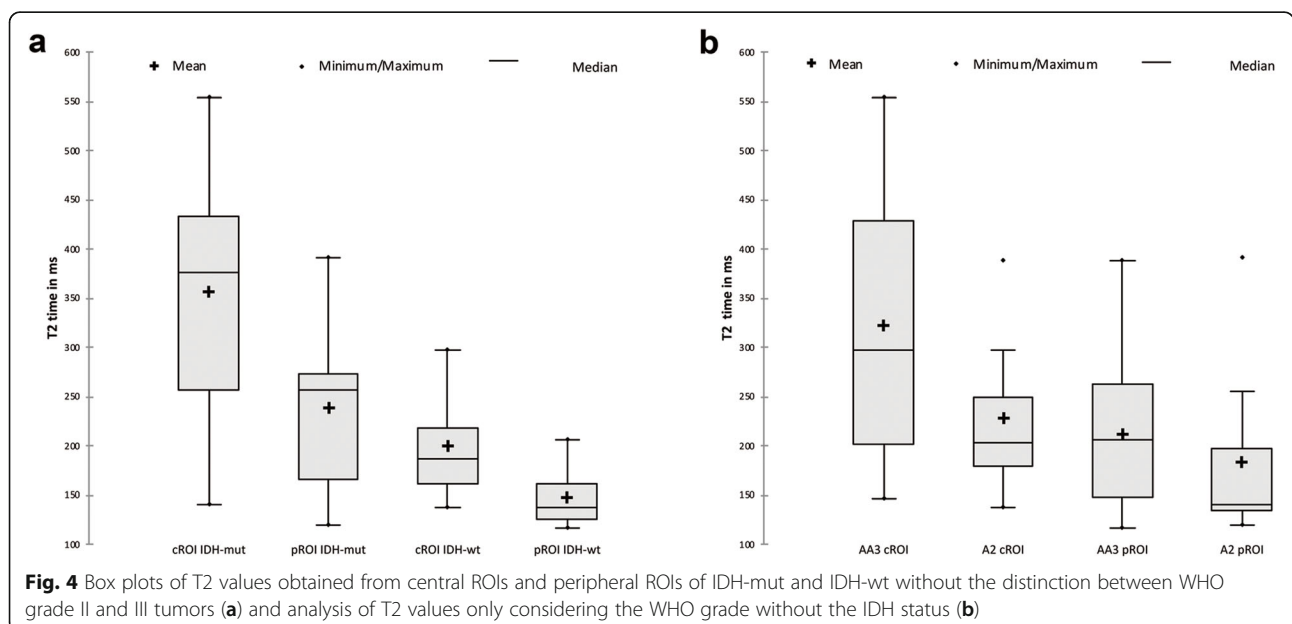 a
600
550
500
450
400
350
300
250
200
150
100
T2 time in ms
Mean
Minimum/Maximum
Median
cROI IDH-mut
pROI IDH-mut
cROI IDH-wt
pROI IDH-wt
b
600
550
500
450
400
350
300
250
200
150
100
T2 time in ms
Mean
Minimum/Maximum
Median
AA3 cROI
A2 cROI
AA3 pROI
A2 pROI
Fig. 4 Box plots of T2 values obtained from central ROIs and peripheral ROIs of IDH-mut and IDH-wt without the distinction between WHO
grade II and III tumors (a) and analysis of T2 values only considering the WHO grade without the IDH status (b)